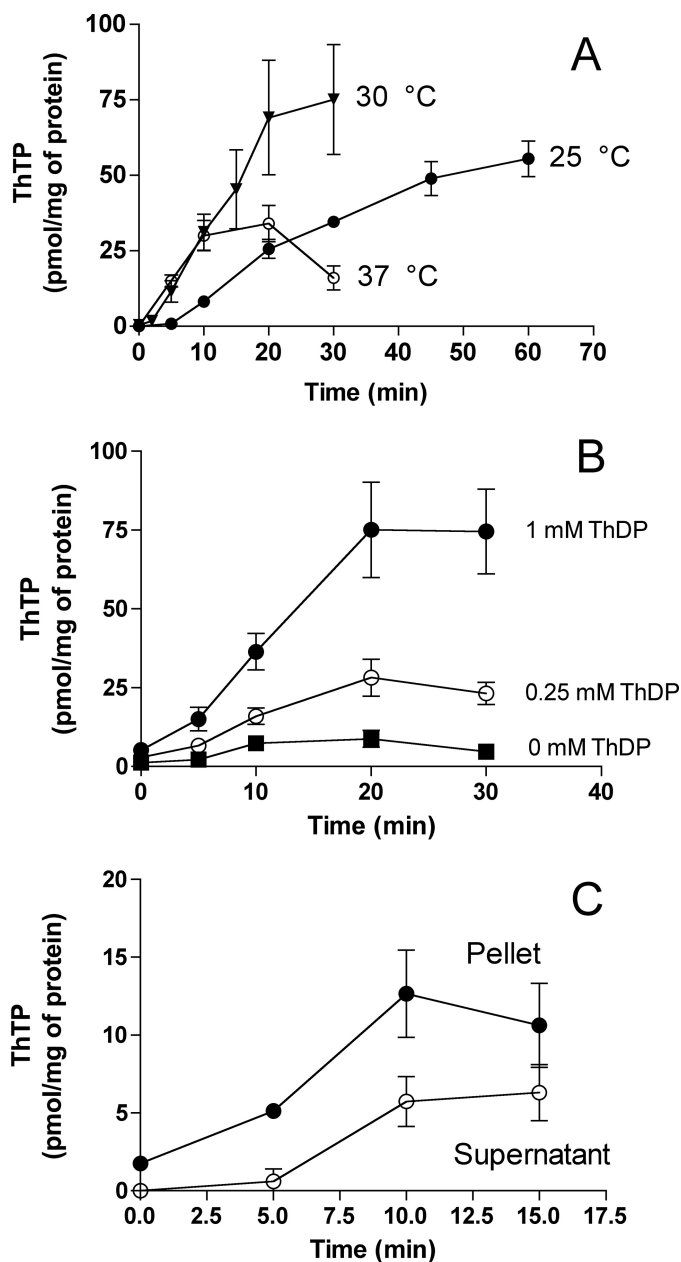 A
100
75
50
25
0
ThTP
(pmol/mg of protein)
30 °C
25 °C
37 °C
0 10 20 30 40 50 60 70
Time (min)
B
100
75
50
25
0
ThTP
(pmol/mg of protein)
1 mM ThDP
0.25 mM ThDP
0 mM ThDP
0 10 20 30 40
Time (min)
C
20
15
10
5
0
ThTP
(pmol/mg of protein)
Pellet
Supernatant
0.0 2.5 5.0 7.5 10.0 12.5 15.0 17.5
Time (min)